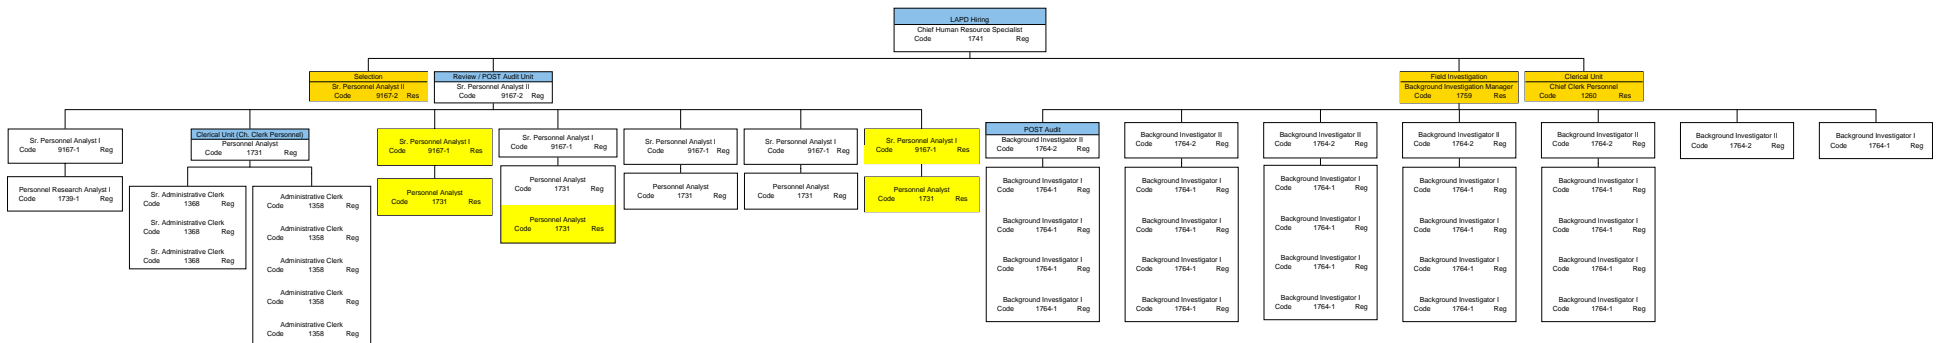 LAPD Hiring
Chief Human Resource Specialist
Code 1741 Reg
Selection
Sr. Personnel Analyst II
Code 9167-2 Res
Review / POST Audit Unit
Sr. Personnel Analyst II
Code 9167-2 Reg
Field Investigation
Background Investigation Manager
Code 1759 Res
Clerical Unit
Chief Clerk Personnel
Code 1260 Res
Sr. Personnel Analyst I
Code 9167-1 Reg
Personnel Research Analyst I
Code 1739-1 Reg
Clerical Unit (Ch. Clerk Personnel)
Personnel Analyst
Code 1731 Reg
Sr. Administrative Clerk
Code 1368 Reg
Sr. Administrative Clerk
Code 1368 Reg
Sr. Administrative Clerk
Code 1368 Reg
Administrative Clerk
Code 1358 Reg
Administrative Clerk
Code 1358 Reg
Administrative Clerk
Code 1358 Reg
Administrative Clerk
Code 1358 Reg
Administrative Clerk
Code 1358 Reg
Sr. Personnel Analyst I
Code 9167-1 Res
Personnel Analyst
Code 1731 Res
Sr. Personnel Analyst I
Code 9167-1 Reg
Personnel Analyst
Code 1731 Reg
Personnel Analyst
Code 1731 Res
Sr. Personnel Analyst I
Code 9167-1 Reg
Personnel Analyst
Code 1731 Reg
Sr. Personnel Analyst I
Code 9167-1 Reg
Personnel Analyst
Code 1731 Reg
Sr. Personnel Analyst I
Code 9167-1 Res
Personnel Analyst
Code 1731 Res
POST Audit
Background Investigator II
Code 1764-2 Reg
Background Investigator I
Code 1764-1 Reg
Background Investigator I
Code 1764-1 Reg
Background Investigator I
Code 1764-1 Reg
Background Investigator I
Code 1764-1 Reg
Background Investigator II
Code 1764-2 Reg
Background Investigator I
Code 1764-1 Reg
Background Investigator I
Code 1764-1 Reg
Background Investigator I
Code 1764-1 Reg
Background Investigator I
Code 1764-1 Reg
Background Investigator II
Code 1764-2 Reg
Background Investigator I
Code 1764-1 Reg
Background Investigator I
Code 1764-1 Reg
Background Investigator I
Code 1764-1 Reg
Background Investigator I
Code 1764-1 Reg
Background Investigator II
Code 1764-2 Reg
Background Investigator I
Code 1764-1 Reg
Background Investigator I
Code 1764-1 Reg
Background Investigator I
Code 1764-1 Reg
Background Investigator I
Code 1764-1 Reg
Background Investigator II
Code 1764-2 Reg
Background Investigator I
Code 1764-1 Reg
Background Investigator I
Code 1764-1 Reg
Background Investigator I
Code 1764-1 Reg
Background Investigator I
Code 1764-1 Reg
Background Investigator II
Code 1764-2 Reg
Background Investigator I
Code 1764-1 Reg